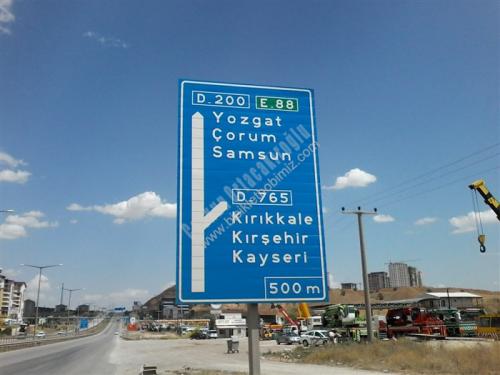 D.200 E.88
Yozgat
Çorum
Samsun
D.765
Kırıkkale
Kırşehir
Kayseri
500 m